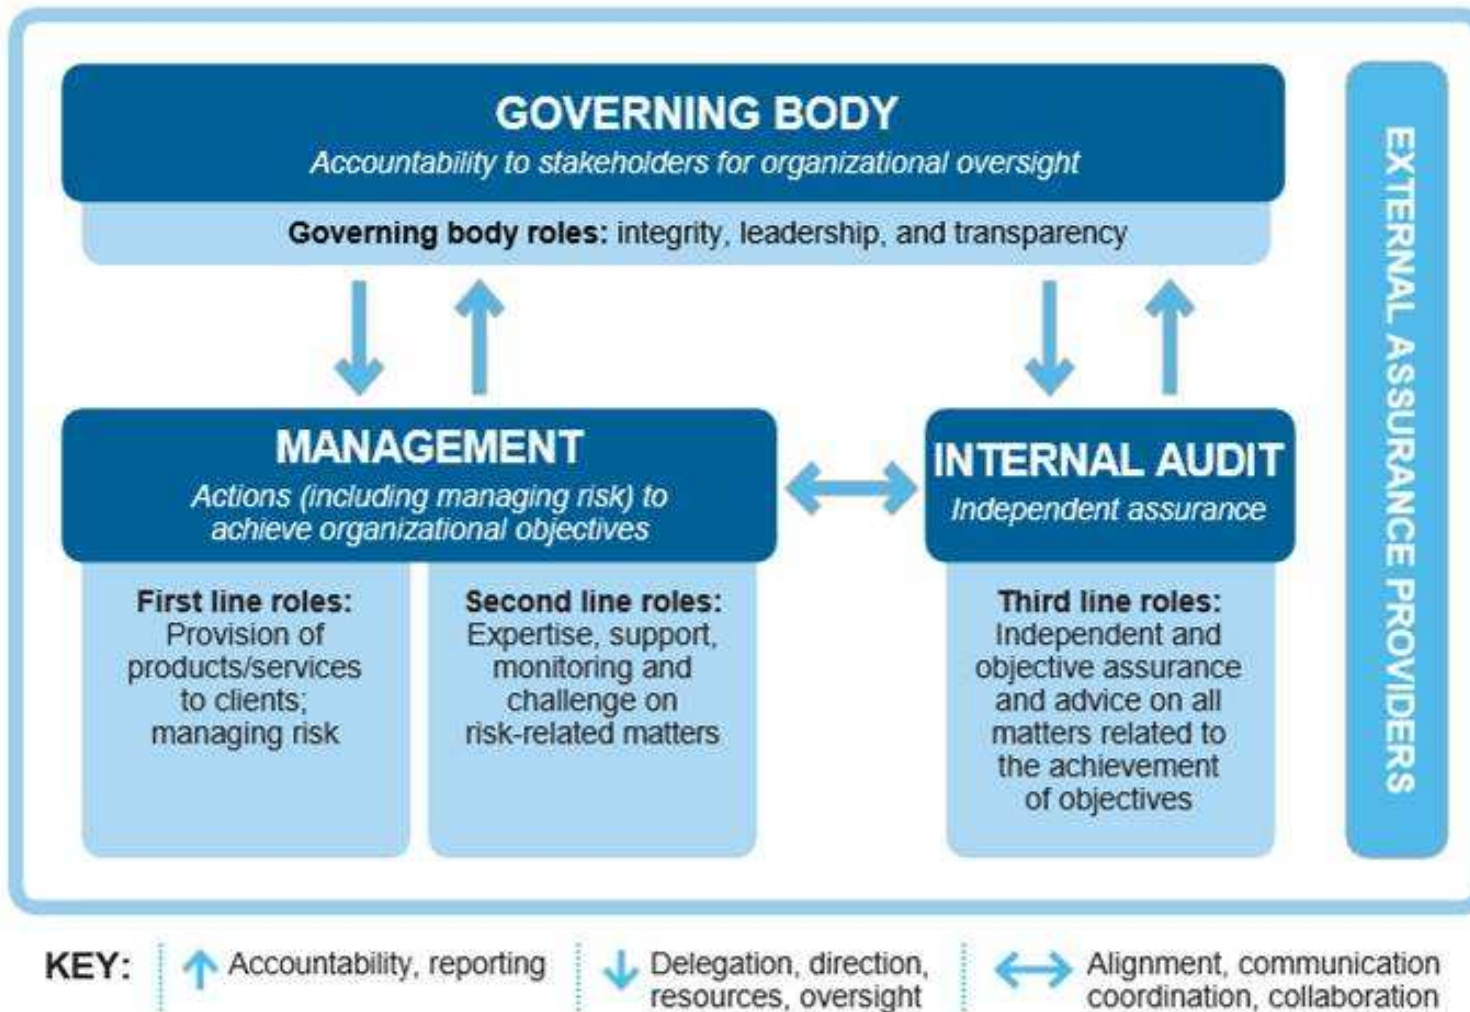 GOVERNING BODY
Accountability to stakeholders for organizational oversight
Governing body roles: integrity, leadership, and transparency
MANAGEMENT
Actions (including managing risk) to
achieve organizational objectives
First line roles:
Provision of
products/services
to clients;
managing risk
Second line roles:
Expertise, support,
monitoring and
challenge on
risk-related matters
INTERNAL AUDIT
Independent assurance
Third line roles:
Independent and
objective assurance
and advice on all
matters related to
the achievement
of objectives
EXTERNAL ASSURANCE PROVIDERS
KEY:
Accountability, reporting
Delegation, direction,
resources, oversight
Alignment, communication
coordination, collaboration